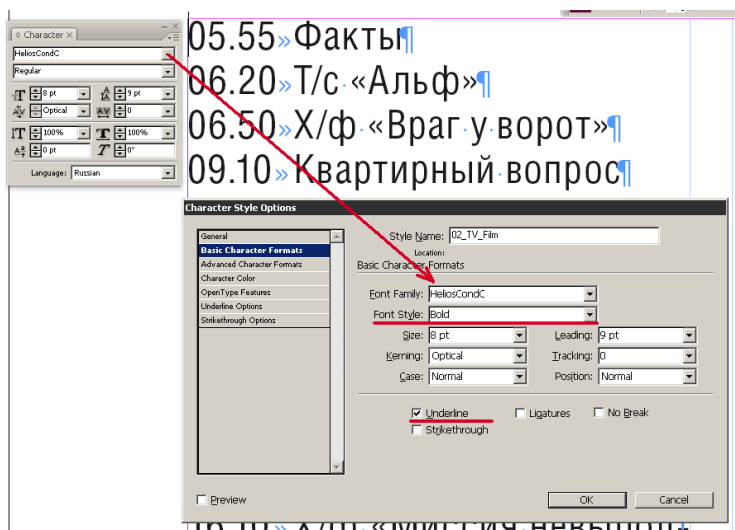 Character ×
HeliosCondC
Regular
8 pt
9 pt
Optical
0
100%
100%
0 pt
0°
Language: Russian
05.55»Факты¶
06.20»Т/с·«Альф»¶
06.50»Х/ф·«Враг·у·ворот»¶
09.10»Квартирный·вопрос¶
Character Style Options
General
Basic Character Formats
Advanced Character Formats
Character Color
OpenType Features
Underline Options
Strikethrough Options
Style Name: 02_TV_Film
Location:
Basic Character Formats
Font Family: HeliosCondC
Font Style: Bold
Size: 8 pt
Leading: 9 pt
Kerning: Optical
Tracking: 0
Case: Normal
Position: Normal
Underline
Ligatures
No Break
Strikethrough
Preview
OK
Cancel
16.10»Х/ф·«Миссия·невыпол-